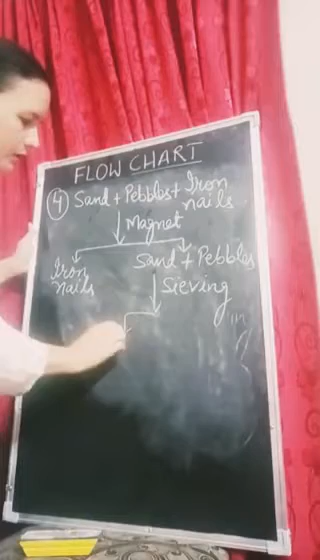 FLOW CHART
④ Sand + Pebbles + Iron nails
Magnet
Iron nails
Sand + Pebbles
Sieving